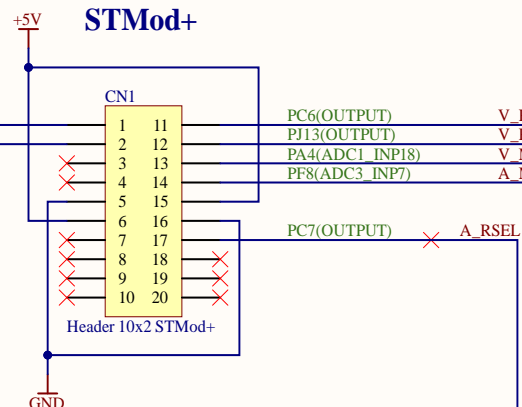 STMod+
+5V
CN1
1 11 PC6(OUTPUT)
2 12 PJ13(OUTPUT)
3 13 PA4(ADC1_INP18)
4 14 PF8(ADC3_INP7)
5 15
6 16
7 17 PC7(OUTPUT) A_RSEL
8 18
9 19
10 20
Header 10x2 STMod+
GND